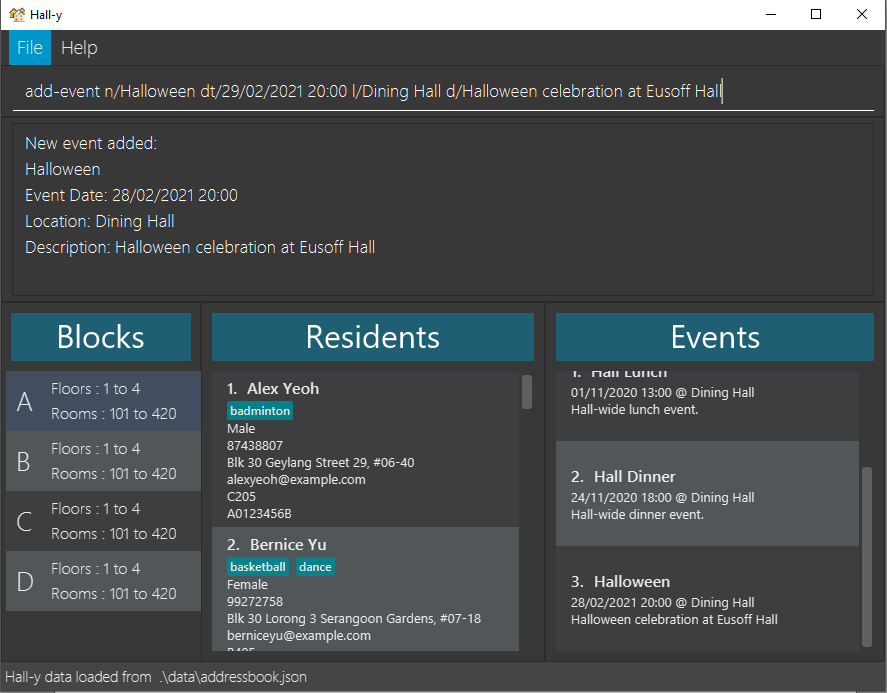 Hall-y
File Help
add-event n/Halloween dt/29/02/2021 20:00 l/Dining Hall d/Halloween celebration at Eusoff Hall
New event added:
Halloween
Event Date: 28/02/2021 20:00
Location: Dining Hall
Description: Halloween celebration at Eusoff Hall
Blocks
A
Floors : 1 to 4
Rooms : 101 to 420
B
Floors : 1 to 4
Rooms : 101 to 420
C
Floors : 1 to 4
Rooms : 101 to 420
D
Floors : 1 to 4
Rooms : 101 to 420
Residents
1. Alex Yeoh
badminton
Male
87438807
Blk 30 Geylang Street 29, #06-40
alexyeoh@example.com
C205
A0123456B
2. Bernice Yu
basketball dance
Female
99272758
Blk 30 Lorong 3 Serangoon Gardens, #07-18
berniceyu@example.com
B405
Events
1. Hall Lunch
01/11/2020 13:00 @ Dining Hall
Hall-wide lunch event.
2. Hall Dinner
24/11/2020 18:00 @ Dining Hall
Hall-wide dinner event.
3. Halloween
28/02/2021 20:00 @ Dining Hall
Halloween celebration at Eusoff Hall
Hall-y data loaded from .\data\addressbook.json